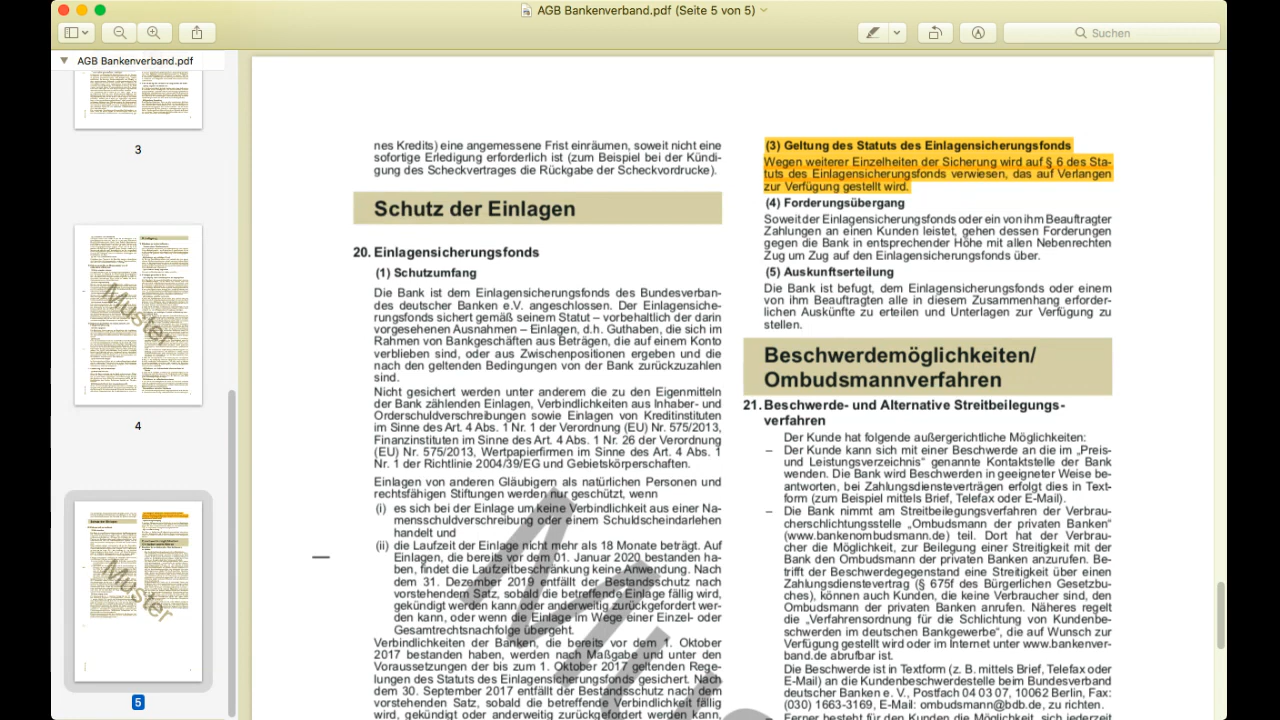 AGB Bankenverband.pdf (Seite 5 von 5)
Suchen
AGB Bankenverband.pdf
3
Muster
4
Muster
5
nes Kredits) eine angemessene Frist einräumen, soweit nicht eine
sofortige Erledigung erforderlich ist (zum Beispiel bei der Kündi-
gung des Scheckvertrages die Rückgabe der Scheckvordrucke).
Schutz der Einlagen
20. Einlagensicherungsfonds
(1) Schutzumfang
Die Bank ist dem Einlagensicherungsfonds des Bundesverban-
des deutscher Banken e.V. angeschlossen. Der Einlagensiche-
rungsfonds sichert gemäß seinem Statut – vorbehaltlich der darin
vorgesehenen Ausnahmen – Einlagen, d.h. Guthaben, die sich im
Rahmen von Bankgeschäften aus Beträgen, die auf einem Konto
verblieben sind, oder aus Zwischenpositionen ergeben und die
nach den geltenden Bedingungen von der Bank zurückzuzahlen
sind.
Nicht gesichert werden unter anderem die zu den Eigenmitteln
der Bank zählenden Einlagen, Verbindlichkeiten aus Inhaber- und
Orderschuldverschreibungen sowie Einlagen von Kreditinstituten
im Sinne des Art. 4 Abs. 1 Nr. 1 der Verordnung (EU) Nr. 575/2013,
Finanzinstituten im Sinne des Art. 4 Abs. 1 Nr. 26 der Verordnung
(EU) Nr. 575/2013, Wertpapierfirmen im Sinne des Art. 4 Abs. 1
Nr. 1 der Richtlinie 2004/39/EG und Gebietskörperschaften.
Einlagen von anderen Gläubigern als natürlichen Personen und
rechtsfähigen Stiftungen werden nur geschützt, wenn
(i) es sich bei der Einlage um keine Verbindlichkeit aus einer Na-
mensschuldverschreibung oder einem Schuldscheindarlehen
handelt und
(ii) die Laufzeit der Einlage nicht mehr als 18 Monate beträgt. Auf
Einlagen, die bereits vor dem 01. Januar 2020 bestanden ha-
ben, findet die Laufzeitbeschränkung keine Anwendung. Nach
dem 31. Dezember 2019 entfällt der Bestandsschutz nach
vorstehendem Satz, sobald die betreffende Einlage fällig wird,
gekündigt werden kann oder anderweitig zurückgefordert wer-
den kann, oder wenn die Einlage im Wege einer Einzel- oder
Gesamtrechtsnachfolge übergeht.
Verbindlichkeiten der Banken, die bereits vor dem 1. Oktober
2017 bestanden haben, werden nach Maßgabe und unter den
Voraussetzungen der bis zum 1. Oktober 2017 geltenden Rege-
lungen des Statuts des Einlagensicherungsfonds gesichert. Nach
dem 30. September 2017 entfällt der Bestandsschutz nach dem
vorstehenden Satz, sobald die betreffende Verbindlichkeit fällig
wird, gekündigt oder anderweitig zurückgefordert werden kann,
(3) Geltung des Statuts des Einlagensicherungsfonds
Wegen weiterer Einzelheiten der Sicherung wird auf § 6 des Sta-
tuts des Einlagensicherungsfonds verwiesen, das auf Verlangen
zur Verfügung gestellt wird.
(4) Forderungsübergang
Soweit der Einlagensicherungsfonds oder ein von ihm Beauftragter
Zahlungen an einen Kunden leistet, gehen dessen Forderungen
gegen die Bank in entsprechender Höhe mit allen Nebenrechten
Zug um Zug auf den Einlagensicherungsfonds über.
(5) Auskunftserteilung
Die Bank ist befugt, dem Einlagensicherungsfonds oder einem
von ihm Beauftragten alle in diesem Zusammenhang erforder-
lichen Auskünfte zu erteilen und Unterlagen zur Verfügung zu
stellen.
Beschwerdemöglichkeiten/
Ombudsmannverfahren
21. Beschwerde- und Alternative Streitbeilegungs-
verfahren
Der Kunde hat folgende außergerichtliche Möglichkeiten:
– Der Kunde kann sich mit einer Beschwerde an die im „Preis-
und Leistungsverzeichnis“ genannte Kontaktstelle der Bank
wenden. Die Bank wird Beschwerden in geeigneter Weise be-
antworten, bei Zahlungsdiensteverträgen erfolgt dies in Text-
form (zum Beispiel mittels Brief, Telefax oder E-Mail).
– Die Bank nimmt am Streitbeilegungsverfahren der Verbrau-
cherschlichtungsstelle „Ombudsmann der privaten Banken“
(www.bankenombudsmann.de) teil. Dort hat der Verbrau-
cher die Möglichkeit, zur Beilegung einer Streitigkeit mit der
Bank den Ombudsmann der privaten Banken anzurufen. Be-
trifft der Beschwerdegegenstand eine Streitigkeit über einen
Zahlungsdienstevertrag (§ 675f des Bürgerlichen Gesetzbu-
ches), können auch Kunden, die keine Verbraucher sind, den
Ombudsmann der privaten Banken anrufen. Näheres regelt
die „Verfahrensordnung für die Schlichtung von Kundenbe-
schwerden im deutschen Bankgewerbe“, die auf Wunsch zur
Verfügung gestellt wird oder im Internet unter www.bankenver-
band.de abrufbar ist.
Die Beschwerde ist in Textform (z. B. mittels Brief, Telefax oder
E-Mail) an die Kundenbeschwerdestelle beim Bundesverband
deutscher Banken e. V., Postfach 04 03 07, 10062 Berlin, Fax:
(030) 1663-3169, E-Mail: ombudsmann@bdb.de, zu richten.
Ferner besteht für den Kunden die Möglichkeit, sich jederzeit